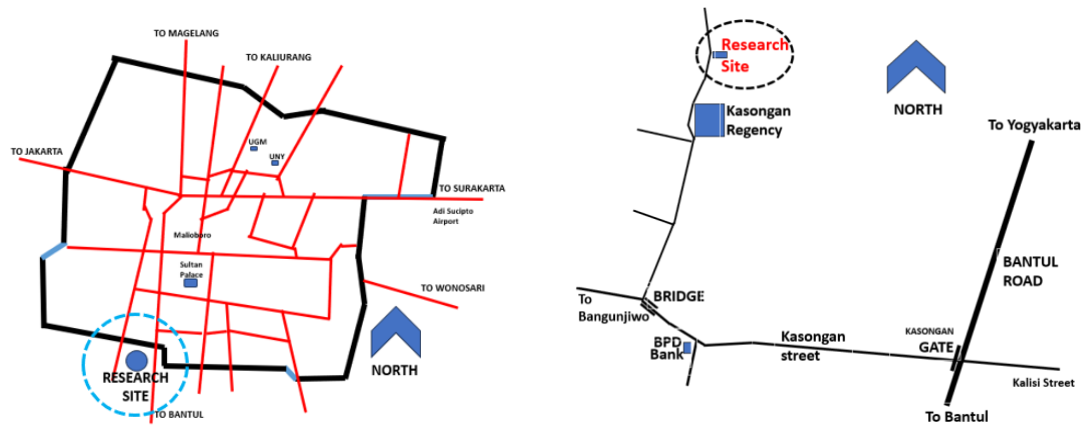 TO MAGELANG
TO KALIURANG
UGM
UNY
TO JAKARTA
TO SURAKARTA
Adi Sucipto
Airport
Malioboro
Sultan
Palace
TO WONOSARI
NORTH
RESEARCH
SITE
TO BANTUL
Research
Site
Kasongan
Regency
NORTH
To Yogyakarta
BANTUL
ROAD
To
Bangunjiwo
BRIDGE
BPD
Bank
Kasongan
street
KASONGAN
GATE
Kalisi Street
To Bantul